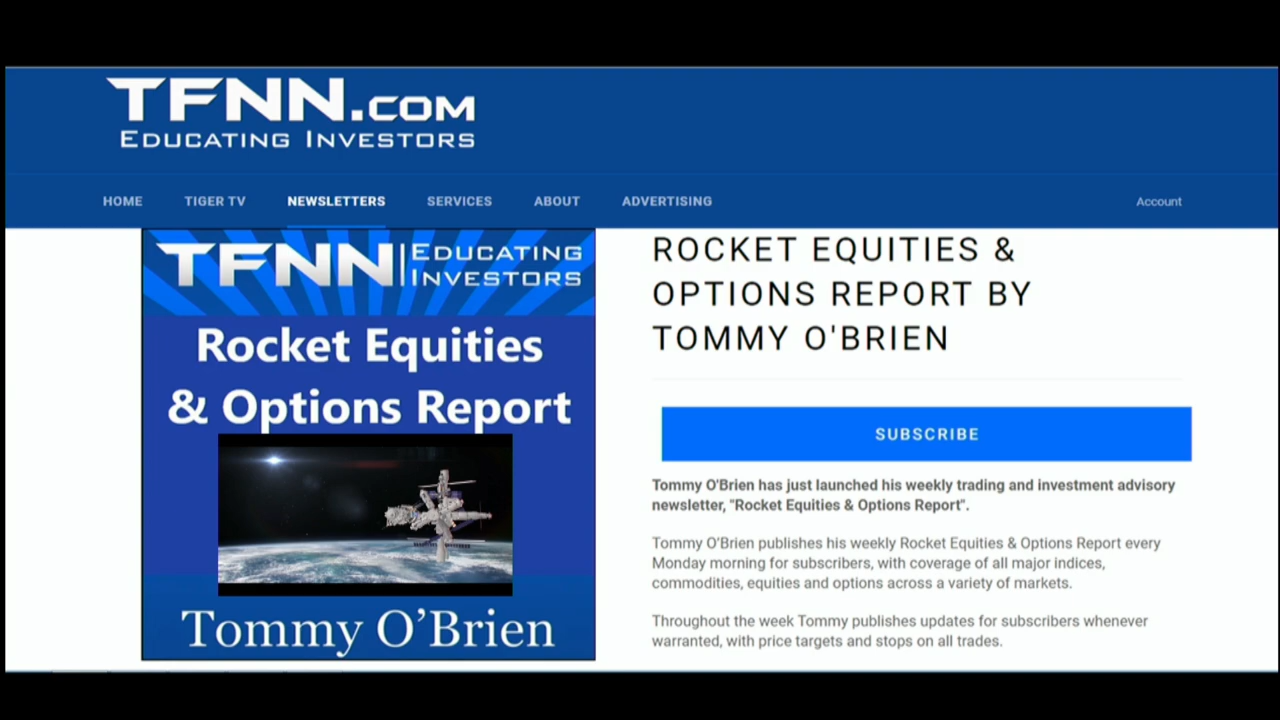 TFNN.COM
EDUCATING INVESTORS
HOME TIGER TV NEWSLETTERS SERVICES ABOUT ADVERTISING Account
TFNN EDUCATING
INVESTORS
Rocket Equities
& Options Report
Tommy O’Brien
ROCKET EQUITIES &
OPTIONS REPORT BY
TOMMY O'BRIEN
SUBSCRIBE
Tommy O'Brien has just launched his weekly trading and investment advisory
newsletter, "Rocket Equities & Options Report".
Tommy O'Brien publishes his weekly Rocket Equities & Options Report every
Monday morning for subscribers, with coverage of all major indices,
commodities, equities and options across a variety of markets.
Throughout the week Tommy publishes updates for subscribers whenever
warranted, with price targets and stops on all trades.